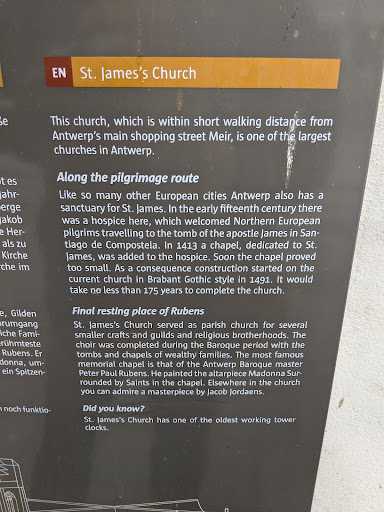 EN St. James's Church
This church, which is within short walking distance from
Antwerp's main shopping street Meir, is one of the largest
churches in Antwerp.
Along the pilgrimage route
Like so many other European cities Antwerp also has a
sanctuary for St. James. In the early fifteenth century there
was a hospice here, which welcomed Northern European
pilgrims travelling to the tomb of the apostle James in San-
tiago de Compostela. In 1413 a chapel, dedicated to St.
James, was added to the hospice. Soon the chapel proved
too small. As a consequence construction started on the
current church in Brabant Gothic style in 1491. It would
take no less than 175 years to complete the church.
Final resting place of Rubens
St. James's Church served as parish church for several
smaller crafts and guilds and religious brotherhoods. The
choir was completed during the Baroque period with the
tombs and chapels of wealthy families. The most famous
memorial chapel is that of the Antwerp Baroque master
Peter Paul Rubens. He painted the altarpiece Madonna Sur-
rounded by Saints in the chapel. Elsewhere in the church
you can admire a masterpiece by Jacob Jordaens.
Did you know?
St. James's Church has one of the oldest working tower
clocks.